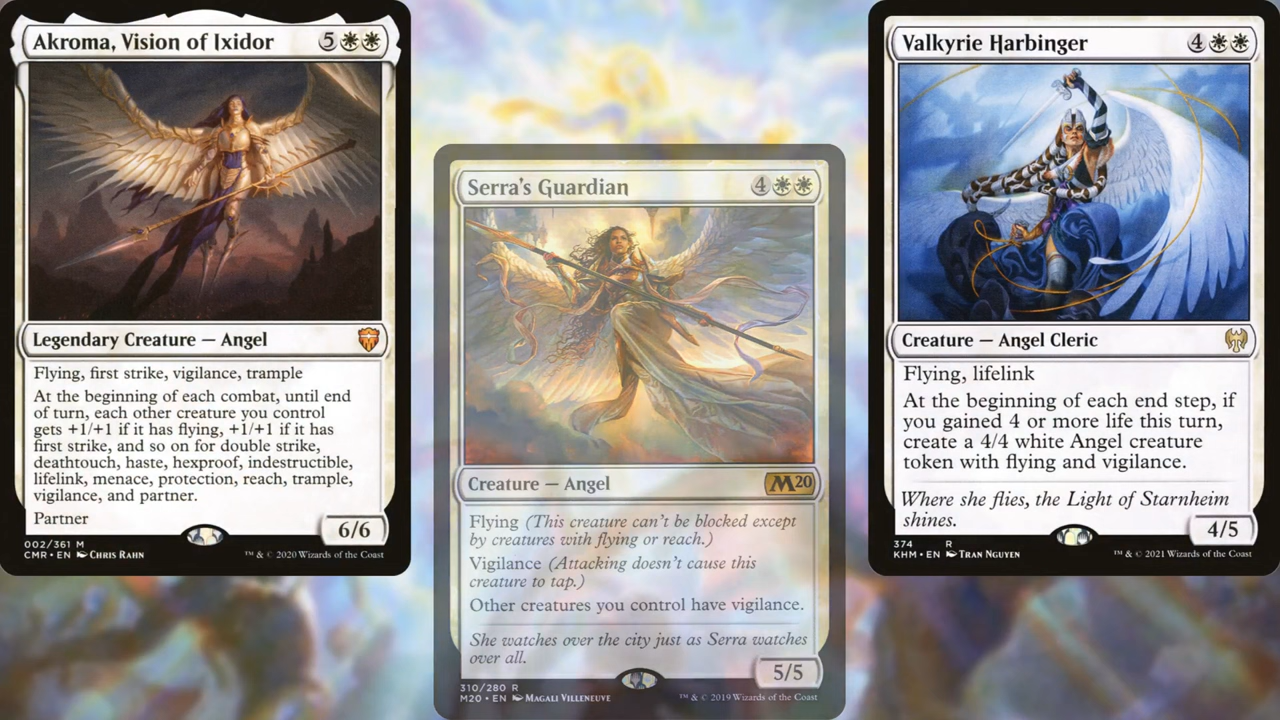 Akroma, Vision of Ixidor 5
Legendary Creature — Angel
Flying, first strike, vigilance, trample
At the beginning of each combat, until end
of turn, each other creature you control
gets +1/+1 if it has flying, +1/+1 if it has
first strike, and so on for double strike,
deathtouch, haste, hexproof, indestructible,
lifelink, menace, protection, reach, trample,
vigilance, and partner.
Partner
6/6
002/361 M
CMR • EN Chris Rahn
™ & © 2020 Wizards of the Coast
Serra's Guardian 4
Creature — Angel
M20
Flying (This creature can't be blocked except
by creatures with flying or reach.)
Vigilance (Attacking doesn't cause this
creature to tap.)
Other creatures you control have vigilance.
She watches over the city just as Serra watches
over all.
5/5
310/280 R
M20 • EN Magali Villeneuve
™ & © 2019 Wizards of the Coast
Valkyrie Harbinger 4
Creature — Angel Cleric
Flying, lifelink
At the beginning of each end step, if
you gained 4 or more life this turn,
create a 4/4 white Angel creature
token with flying and vigilance.
Where she flies, the Light of Starnheim
shines.
4/5
374 R
KHM • EN Tran Nguyen
™ & © 2021 Wizards of the Coast